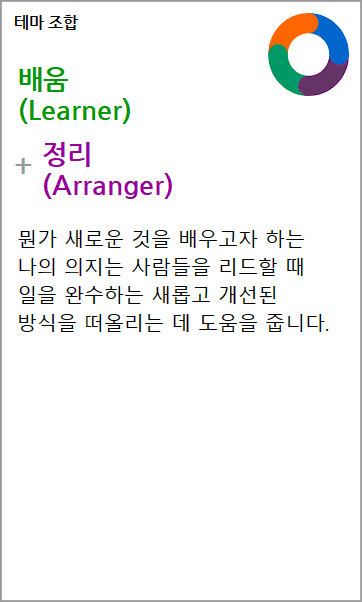 테마 조합
배움
(Learner)
+ 정리
(Arranger)
뭔가 새로운 것을 배우고자 하는
나의 의지는 사람들을 리드할 때
일을 완수하는 새롭고 개선된
방식을 떠올리는 데 도움을 줍니다.